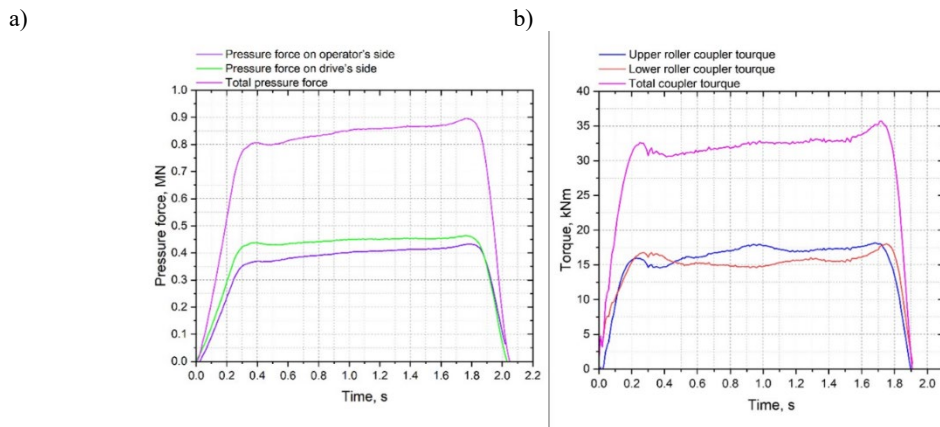 a)
b)
Pressure force on operator's side
Pressure force on drive's side
Total pressure force
1.0
0.9
0.8
0.7
0.6
0.5
0.4
0.3
0.2
0.1
0.0
Pressure force, MN
0.0 0.2 0.4 0.6 0.8 1.0 1.2 1.4 1.6 1.8 2.0 2.2
Time, s
Upper roller coupler tourque
Lower roller coupler tourque
Total coupler tourque
40
35
30
25
20
15
10
5
0
Torque, kNm
0.0 0.2 0.4 0.6 0.8 1.0 1.2 1.4 1.6 1.8 2.0
Time, s